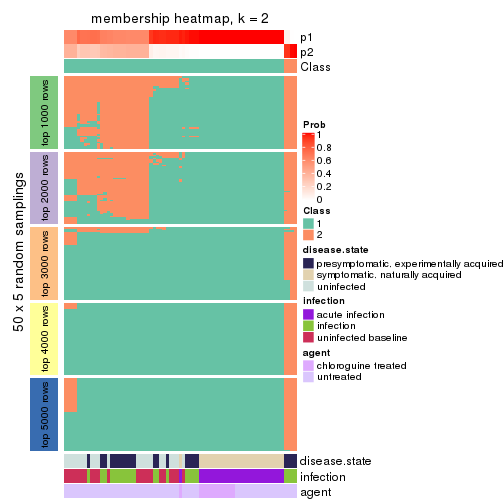 membership heatmap, k = 2
p1
p2
Class
50 x 5 random samplings
top 1000 rows
top 2000 rows
top 3000 rows
top 4000 rows
top 5000 rows
disease.state
infection
agent
Prob
1
0.8
0.6
0.4
0.2
0
Class
1
2
disease.state
presymptomatic. experimentally acquired
symptomatic. naturally acquired
uninfected
infection
acute infection
infection
uninfected baseline
agent
chloroguine treated
untreated